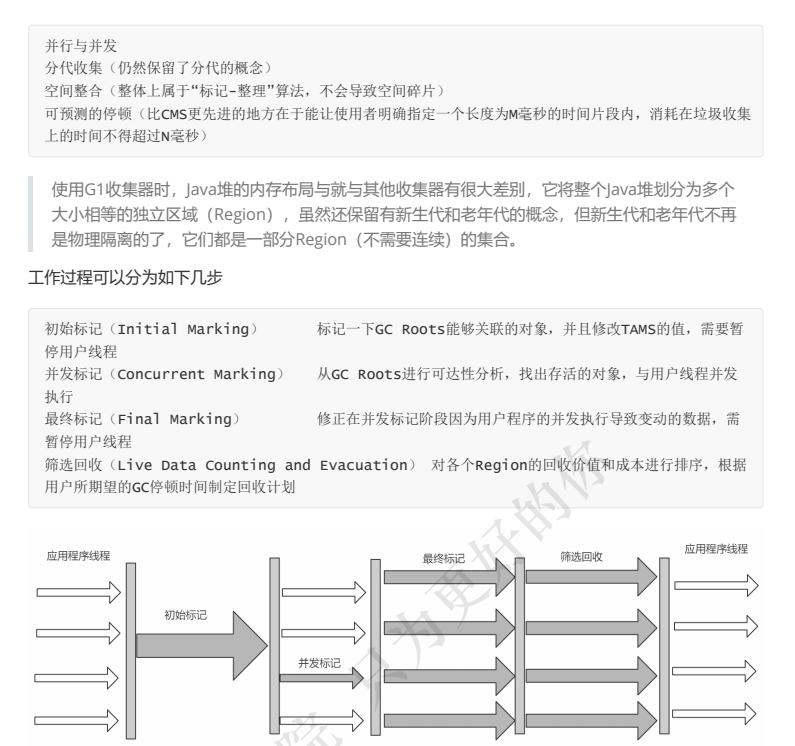 并行与并发
分代收集（仍然保留了分代的概念）
空间整合（整体上属于“标记-整理”算法，不会导致空间碎片）
可预测的停顿（比CMS更先进的地方在于能让使用者明确指定一个长度为M毫秒的时间片段内，消耗在垃圾收集
上的时间不得超过N毫秒）
使用G1收集器时，Java堆的内存布局与就与其他收集器有很大差别，它将整个Java堆划分为多个
大小相等的独立区域（Region），虽然还保留有新生代和老年代的概念，但新生代和老年代不再
是物理隔离的了，它们都是一部分Region（不需要连续）的集合。
工作过程可以分为如下几步
初始标记（Initial Marking） 标记一下GC Roots能够关联的对象，并且修改TAMS的值，需要暂
停用户线程
并发标记（Concurrent Marking） 从GC Roots进行可达性分析，找出存活的对象，与用户线程并发
执行
最终标记（Final Marking） 修正在并发标记阶段因为用户程序的并发执行导致变动的数据，需
暂停用户线程
筛选回收（Live Data Counting and Evacuation） 对各个Region的回收价值和成本进行排序，根据
用户所期望的GC停顿时间制定回收计划
应用程序线程
初始标记
并发标记
最终标记
筛选回收
应用程序线程
院 只为更好的你